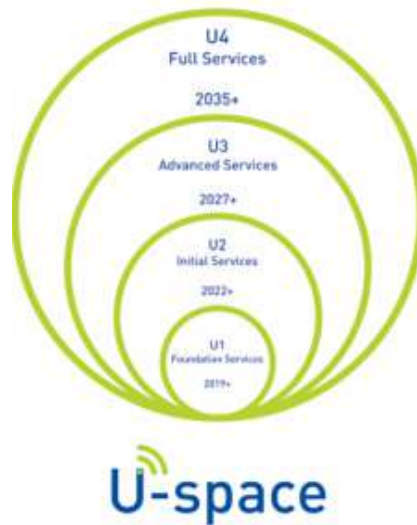 U4
Full Services
2035+
U3
Advanced Services
2027+
U2
Initial Services
2022+
U1
Foundation Services
2019+
U-space